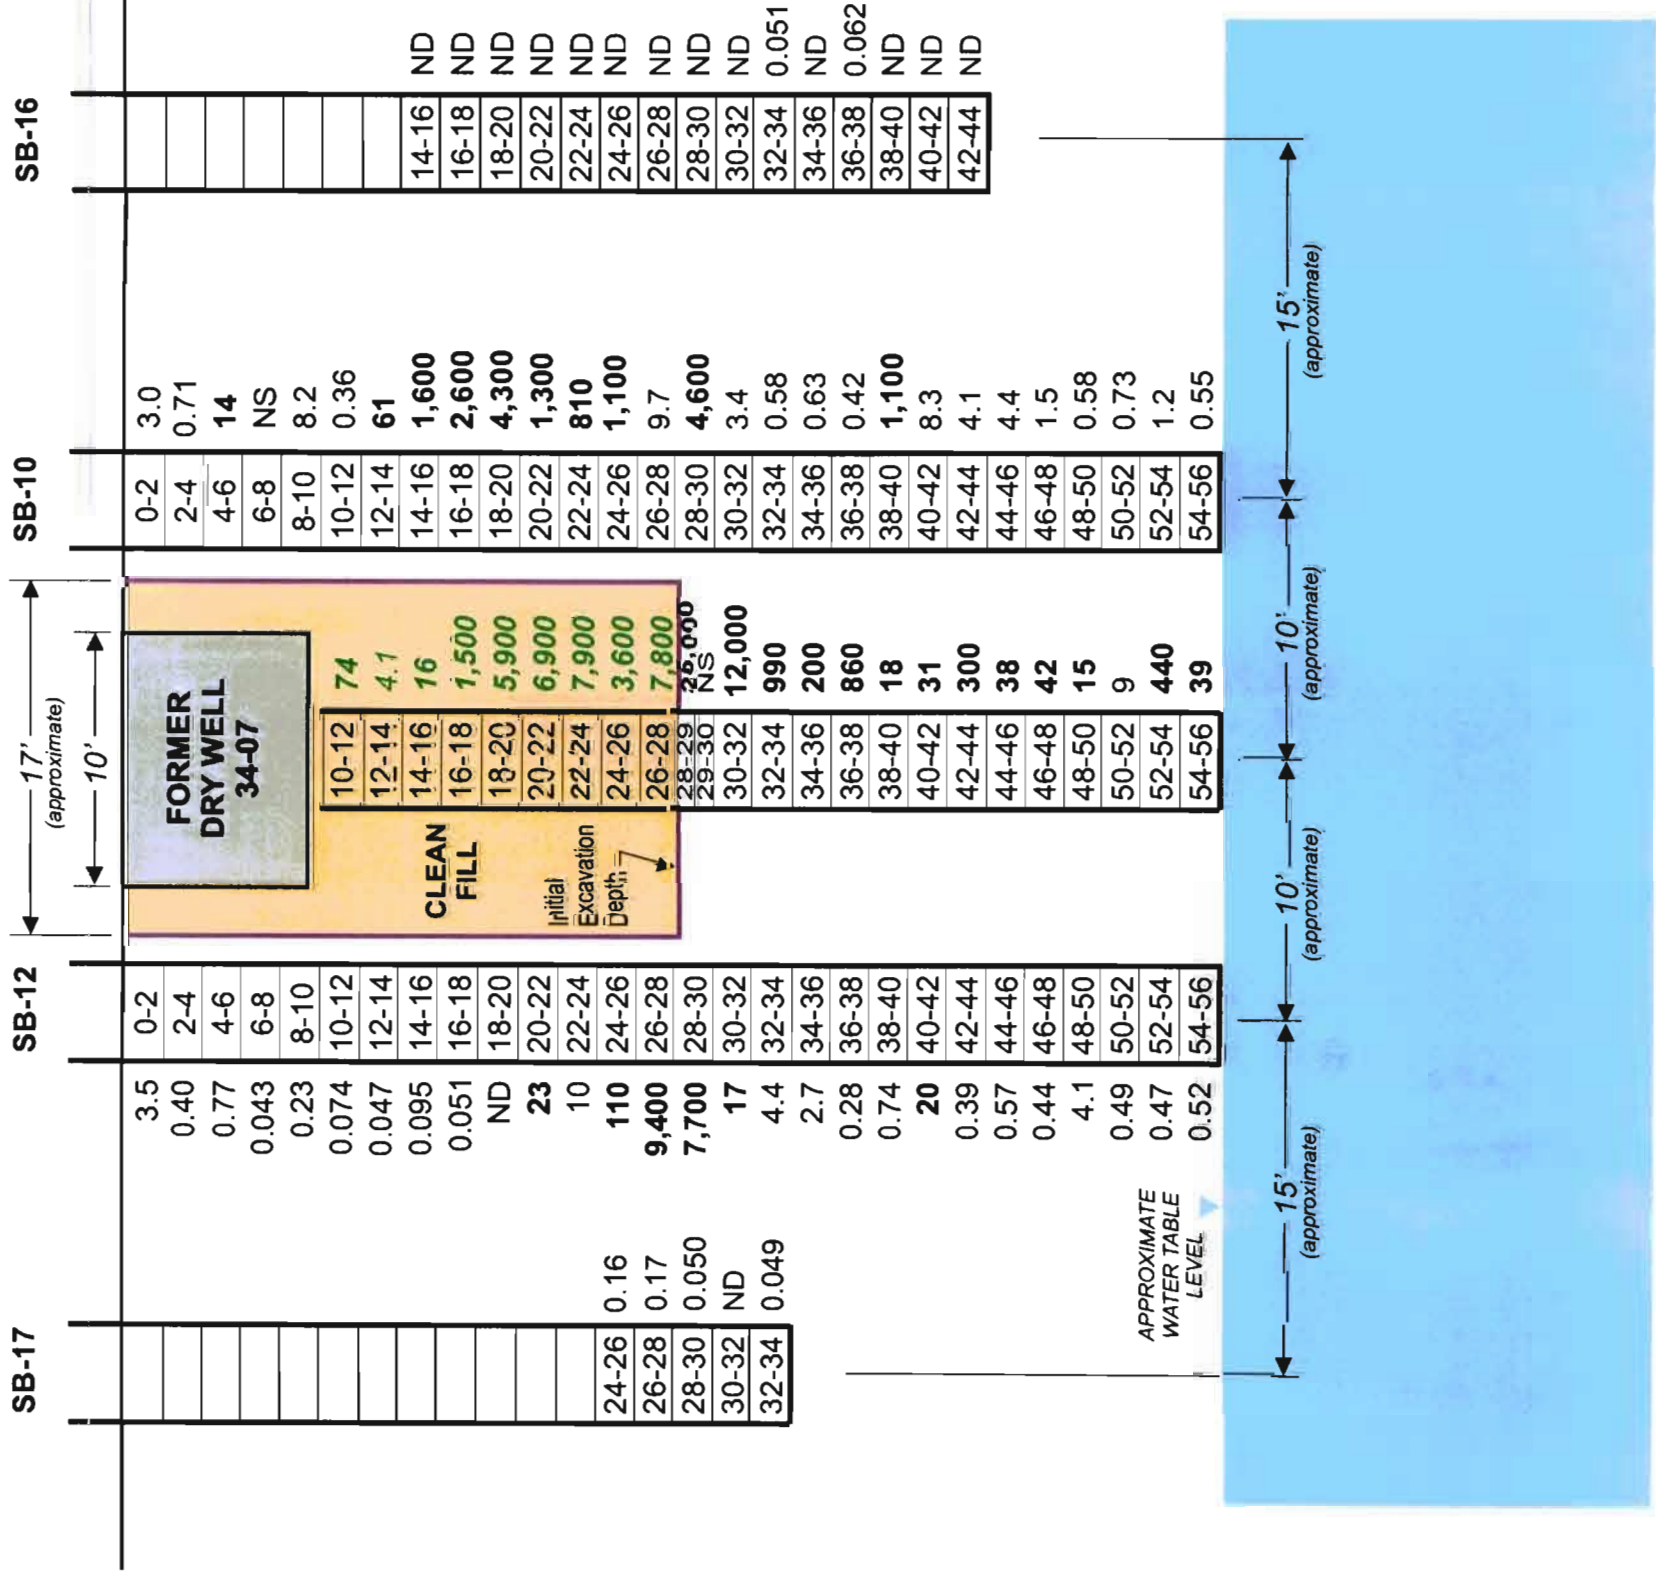 SB-17 SB-12 SB-10 SB-16
17'
(approximate)
10'
3.5 0-2 0-2 3.0
0.40 2-4 FORMER 2-4 0.71
0.77 4-6 DRY WELL 4-6 14
0.043 6-8 34-07 6-8 NS
0.23 8-10 8-10 8.2
0.074 10-12 10-12 74 10-12 0.36
0.047 12-14 12-14 4.1 12-14 61
0.095 14-16 CLEAN 14-16 16 14-16 1,600 14-16 ND
0.051 16-18 FILL 16-18 1,500 16-18 2,600 16-18 ND
ND 18-20 18-20 5,900 18-20 4,300 18-20 ND
23 20-22 Initial 20-22 6,900 20-22 1,300 20-22 ND
10 22-24 Excavation 22-24 7,900 22-24 810 22-24 ND
24-26 0.16 110 24-26 Depth 24-26 3,600 24-26 1,100 24-26 ND
26-28 0.17 9,400 26-28 26-28 7,800 26-28 9.7 26-28 ND
28-30 0.050 7,700 28-30 28-29 28-30 4,600 28-30 ND
29-30 NS
30-32 ND 17 30-32 30-32 12,000 30-32 3.4 30-32 ND
32-34 0.049 4.4 32-34 32-34 990 32-34 0.58 32-34 0.051
2.7 34-36 34-36 200 34-36 0.63 34-36 ND
0.28 36-38 36-38 860 36-38 0.42 36-38 0.062
0.74 38-40 38-40 18 38-40 1,100 38-40 ND
20 40-42 40-42 31 40-42 8.3 40-42 ND
0.39 42-44 42-44 300 42-44 4.1 42-44 ND
0.57 44-46 44-46 38 44-46 4.4
0.44 46-48 46-48 42 46-48 1.5
4.1 48-50 48-50 15 48-50 0.58
0.49 50-52 50-52 9 50-52 0.73
0.47 52-54 52-54 440 52-54 1.2
0.52 54-56 54-56 39 54-56 0.55
APPROXIMATE
WATER TABLE
LEVEL
15' 10' 10' 15'
(approximate) (approximate) (approximate) (approximate)